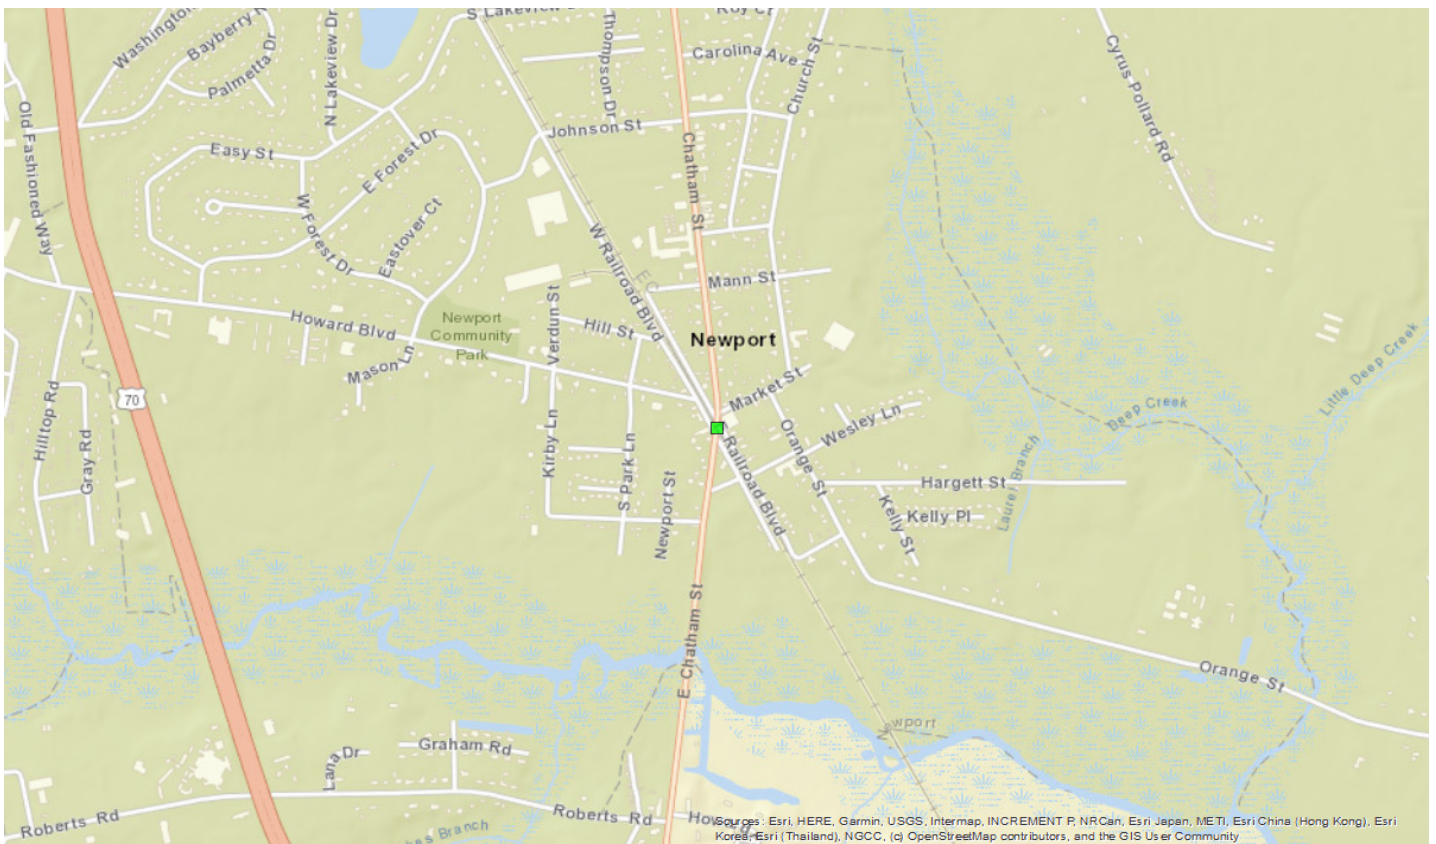 S Lakeview
Roy Cr
Washington
Bayberry R
Palmetta Dr
N Lakeview Dr
Thompson Dr
Carolina Ave
Church St
Cyrus Pollard Rd
Old Fashioned Way
Johnson St
Easy St
E Forest Dr
Chatham St
W Forest Dr
Eastover Ct
W Railroad Blvd
E C
Mann St
Howard Blvd
Newport
Community
Park
Verdun St
Hill St
Newport
Mason Ln
Market St
Little Deep Creek
70
Hilltop Rd
Gray Rd
Deep Creek
Wesley Ln
Kirby Ln
S Park Ln
Orange St
Railroad Blvd
Hargett St
Laurel Branch
Newport St
Kelly St
Kelly Pl
E Chatham St
Orange St
Newport
Lana Dr
Graham Rd
Roberts Rd
Roberts Rd
Howard
Branch
Sources: Esri, HERE, Garmin, USGS, Intermap, INCREMENT P, NRCan, Esri Japan, METI, Esri China (Hong Kong), Esri
Korea, Esri (Thailand), NGCC, (c) OpenStreetMap contributors, and the GIS User Community